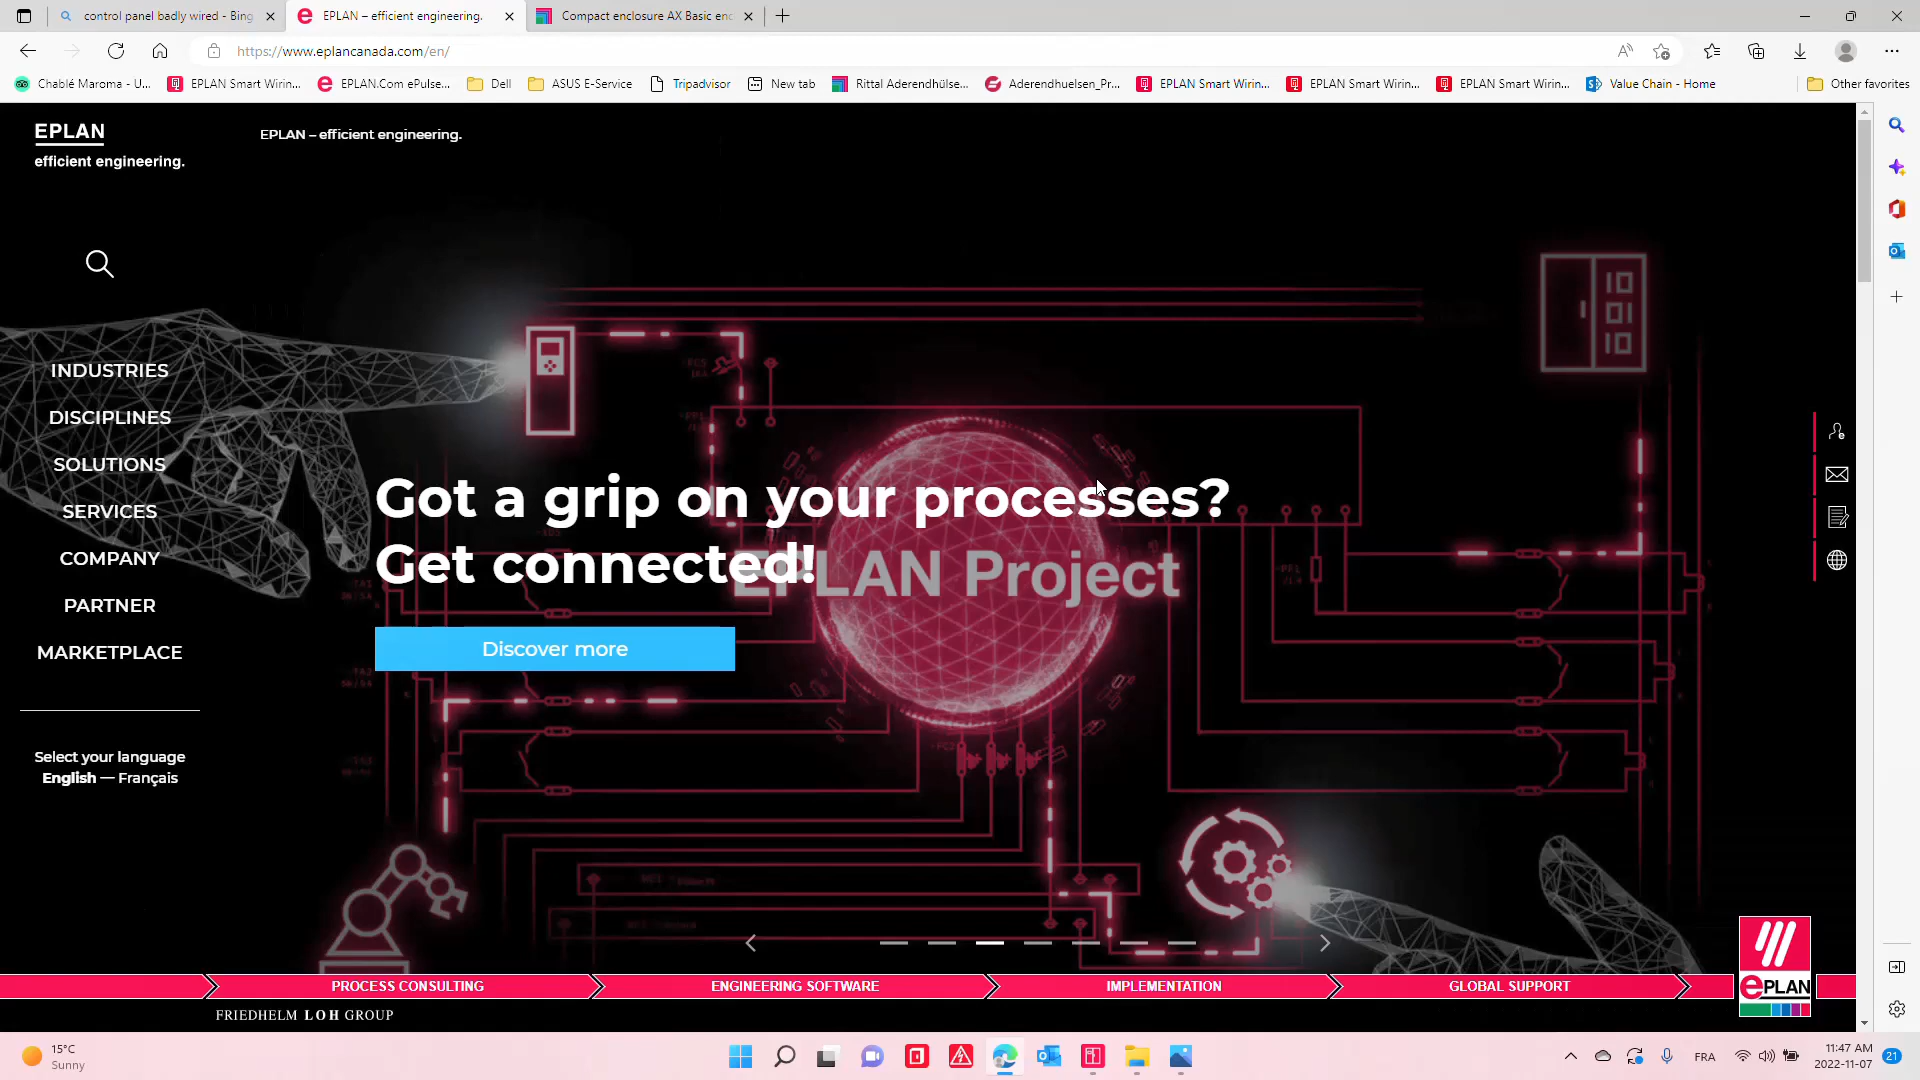 control panel badly wired - Bing
EPLAN – efficient engineering.
Compact enclosure AX Basic enc
https://www.eplancanada.com/en/
Chablé Maroma - U...
EPLAN Smart Wirin...
EPLAN.Com ePulse...
Dell
ASUS E-Service
Tripadvisor
New tab
Rittal Aderendhülse...
Aderendhuelsen_Pr...
EPLAN Smart Wirin...
EPLAN Smart Wirin...
EPLAN Smart Wirin...
Value Chain - Home
Other favorites
EPLAN
efficient engineering.
EPLAN – efficient engineering.
INDUSTRIES
DISCIPLINES
SOLUTIONS
SERVICES
COMPANY
PARTNER
MARKETPLACE
Select your language
English — Français
Got a grip on your processes?
Get connected!
EPLAN Project
Discover more
PROCESS CONSULTING
ENGINEERING SOFTWARE
IMPLEMENTATION
GLOBAL SUPPORT
ePLAN
FRIEDHELM LOH GROUP
15°C
Sunny
FRA
11:47 AM
2022-11-07
21